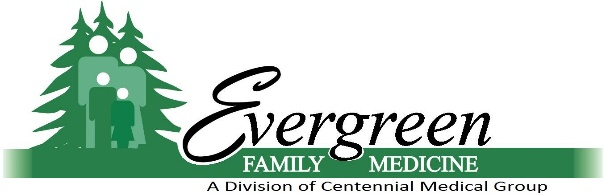 Evergreen
FAMILY MEDICINE
A Division of Centennial Medical Group